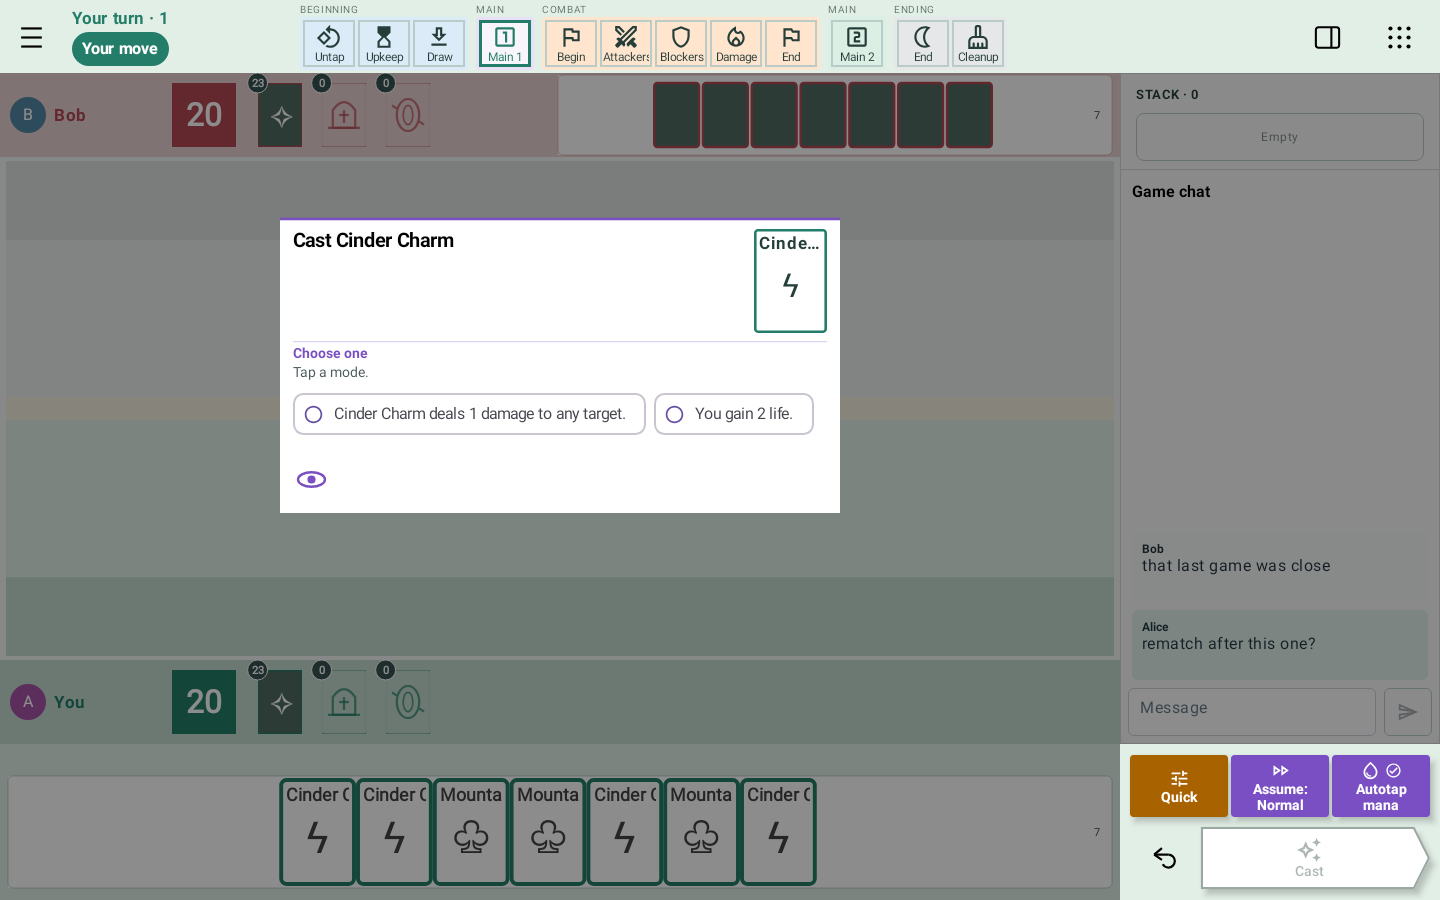 Your turn · 1
Your move
BEGINNING
Untap
Upkeep
Draw
MAIN
Main 1
COMBAT
Begin
Attackers
Blockers
Damage
End
MAIN
2
Main 2
ENDING
End
Cleanup
B
Bob
20
23
0
0
7
STACK · 0
Empty
Game chat
Cast Cinder Charm
Cinde...
Choose one
Tap a mode.
Cinder Charm deals 1 damage to any target.
You gain 2 life.
Bob
that last game was close
Alice
rematch after this one?
Message
A
You
20
23
0
0
Cinder C
Cinder C
Mounta
Mounta
Cinder C
Mounta
Cinder C
7
Quick
Assume:
Normal
Autotap
mana
Cast